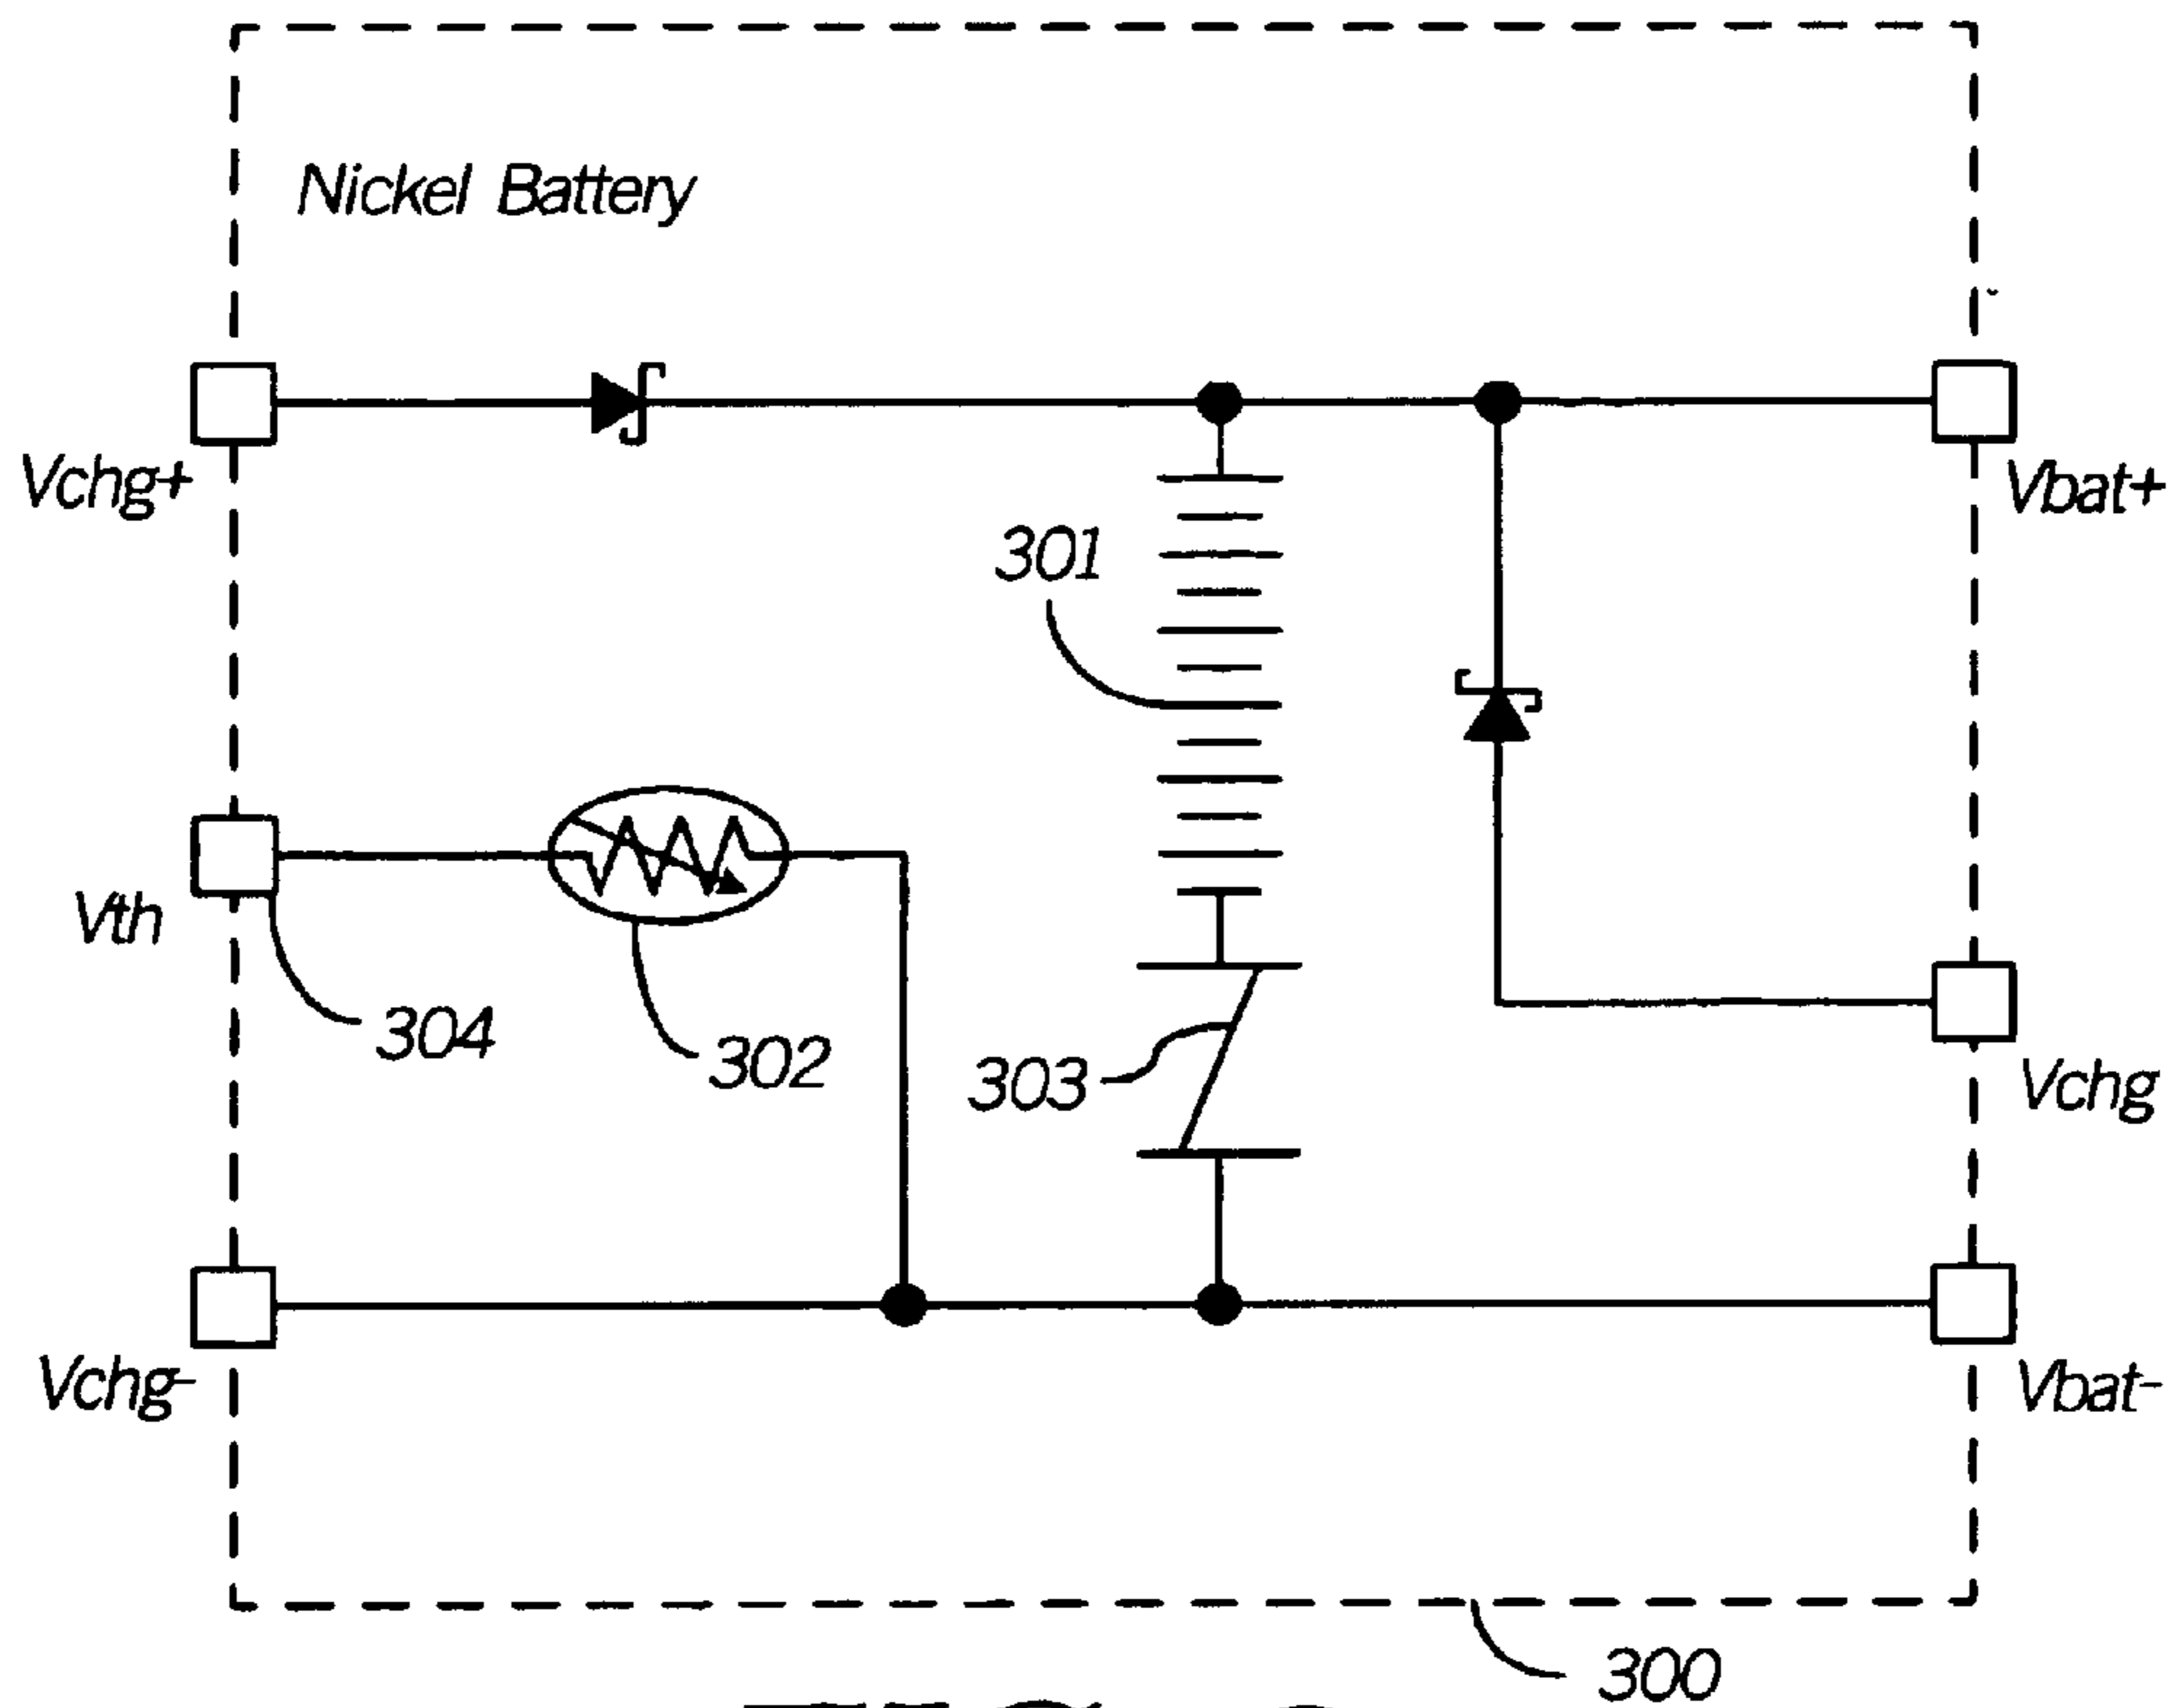 Nickel Battery
Vchg+
Vbat+
301
Vth
304
302
303
Vchg
Vchg-
Vbat-
300